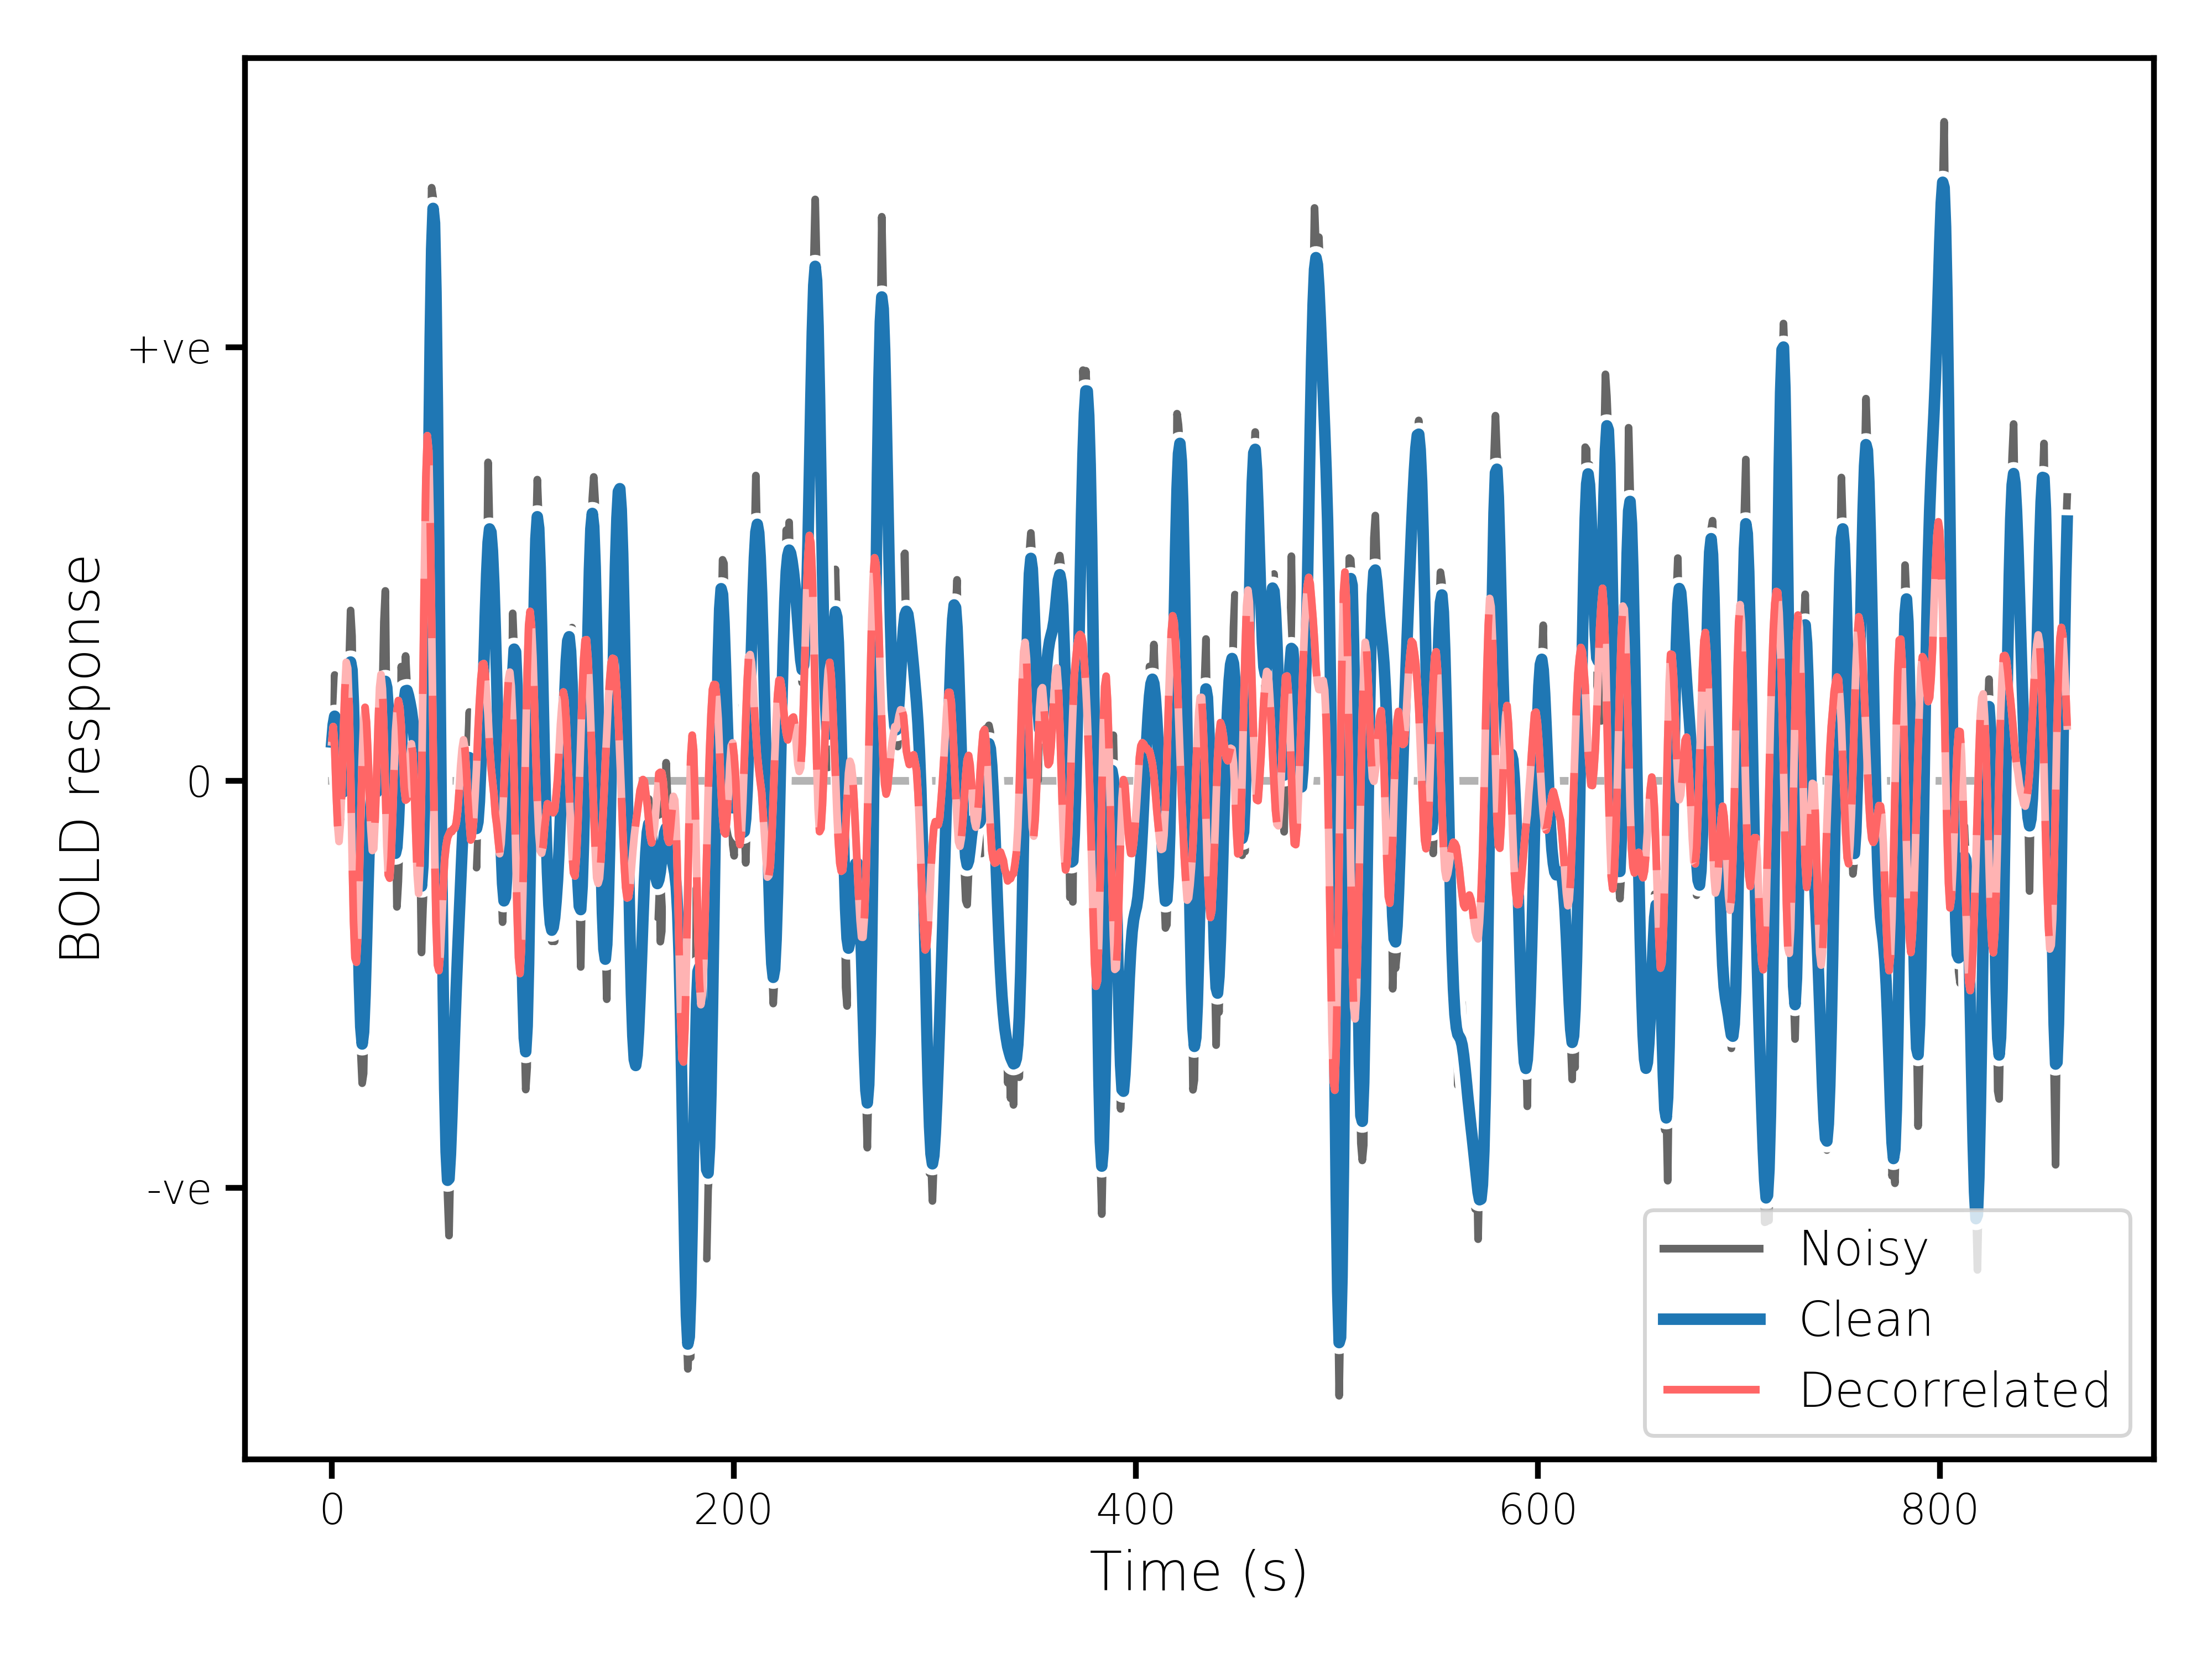 BOLD response
+ve
0
-ve
0 200 400 600 800
Time (s)
Noisy
Clean
Decorrelated